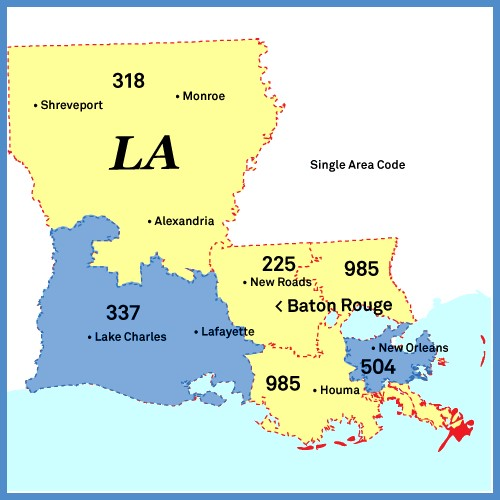 318
Shreveport
Monroe
LA
Single Area Code
Alexandria
225
985
New Roads
< Baton Rouge
337
Lake Charles
Lafayette
New Orleans
504
985
Houma